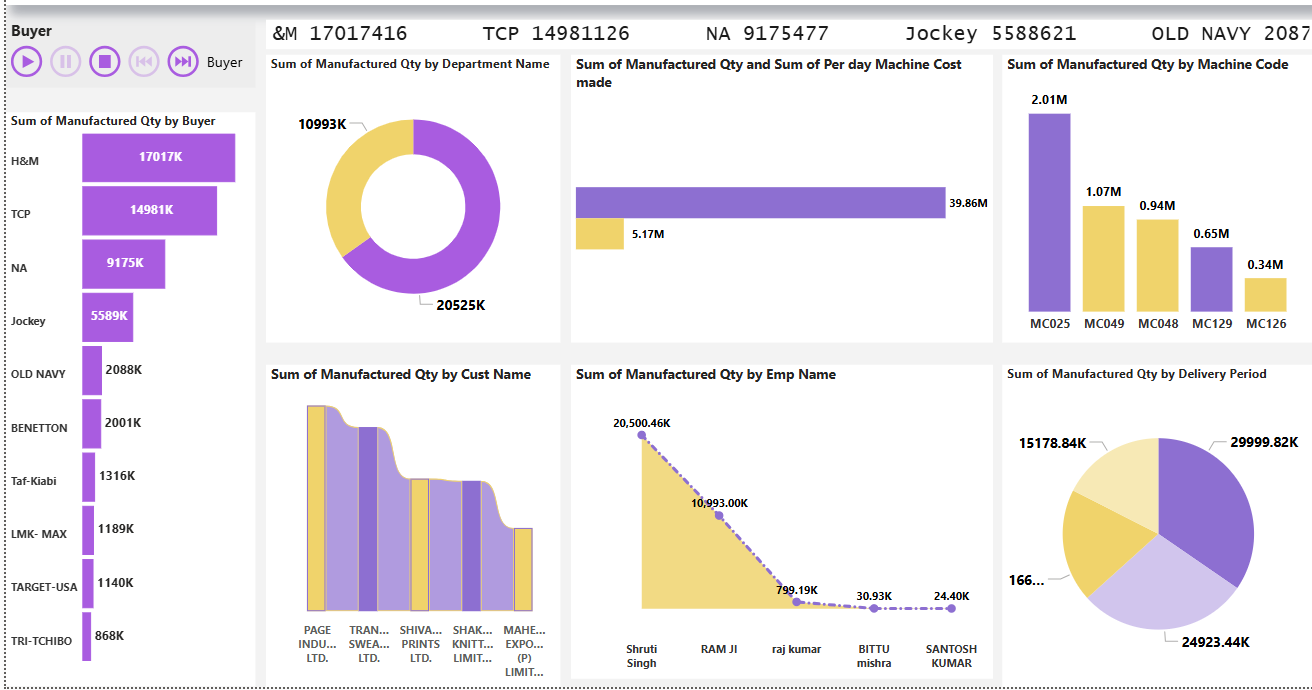 Buyer
Buyer
&M 17017416 TCP 14981126 NA 9175477 Jockey 5588621 OLD NAVY 2087
Sum of Manufactured Qty by Buyer
H&M 17017K
TCP 14981K
NA 9175K
Jockey 5589K
OLD NAVY 2088K
BENETTON 2001K
Taf-Kiabi 1316K
LMK- MAX 1189K
TARGET-USA 1140K
TRI-TCHIBO 868K
Sum of Manufactured Qty by Department Name
10993K
20525K
Sum of Manufactured Qty and Sum of Per day Machine Cost
made
39.86M
5.17M
Sum of Manufactured Qty by Machine Code
2.01M
1.07M
0.94M
0.65M
0.34M
MC025 MC049 MC048 MC129 MC126
Sum of Manufactured Qty by Cust Name
PAGE TRAN... SHIVA... SHAK... MAHE...
INDU... SWEA... PRINTS KNITT... EXPO...
LTD. LTD. LTD. LIMIT... (P)
LIMIT...
Sum of Manufactured Qty by Emp Name
20,500.46K
10,993.00K
799.19K
30.93K
24.40K
Shruti RAM JI raj kumar BITTU SANTOSH
Singh mishra KUMAR
Sum of Manufactured Qty by Delivery Period
15178.84K
29999.82K
166...
24923.44K